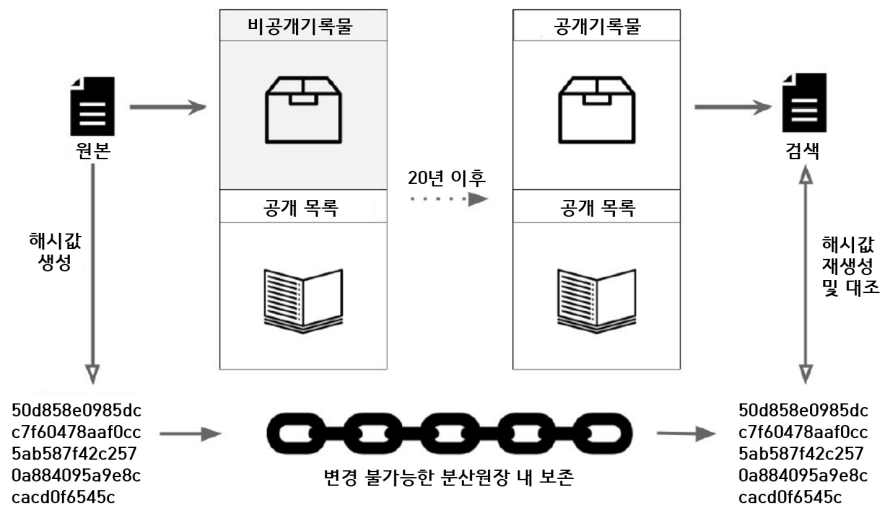 비공개기록물
공개기록물
원본
검색
20년 이후
공개 목록
공개 목록
해시값
생성
해시값
재생성
및 대조
50d858e0985dc
c7f60478aaf0cc
5ab587f42c257
0a884095a9e8c
cacd0f6545c
변경 불가능한 분산원장 내 보존
50d858e0985dc
c7f60478aaf0cc
5ab587f42c257
0a884095a9e8c
cacd0f6545c